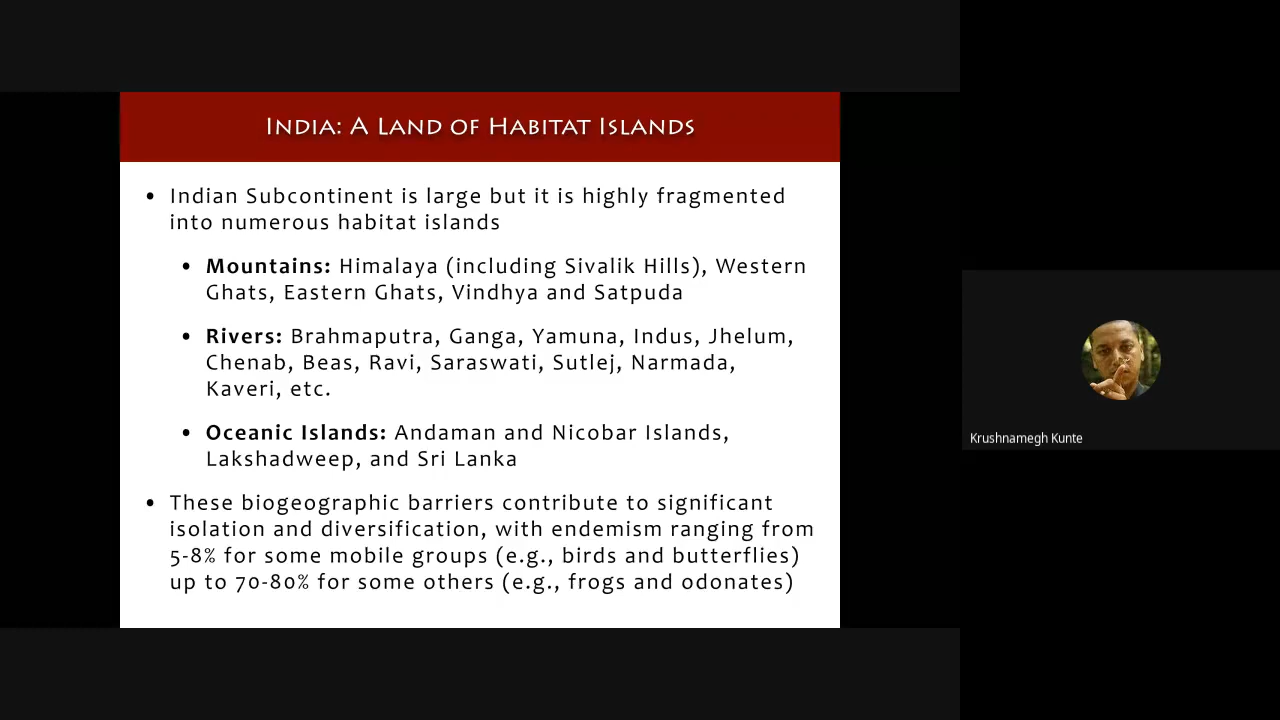 India: A Land of Habitat Islands
• Indian Subcontinent is large but it is highly fragmented
into numerous habitat islands
• Mountains: Himalaya (including Sivalik Hills), Western
Ghats, Eastern Ghats, Vindhya and Satpuda
• Rivers: Brahmaputra, Ganga, Yamuna, Indus, Jhelum,
Chenab, Beas, Ravi, Saraswati, Sutlej, Narmada,
Kaveri, etc.
• Oceanic Islands: Andaman and Nicobar Islands,
Lakshadweep, and Sri Lanka
• These biogeographic barriers contribute to significant
isolation and diversification, with endemism ranging from
5-8% for some mobile groups (e.g., birds and butterflies)
up to 70-80% for some others (e.g., frogs and odonates)
Krushnamegh Kunte